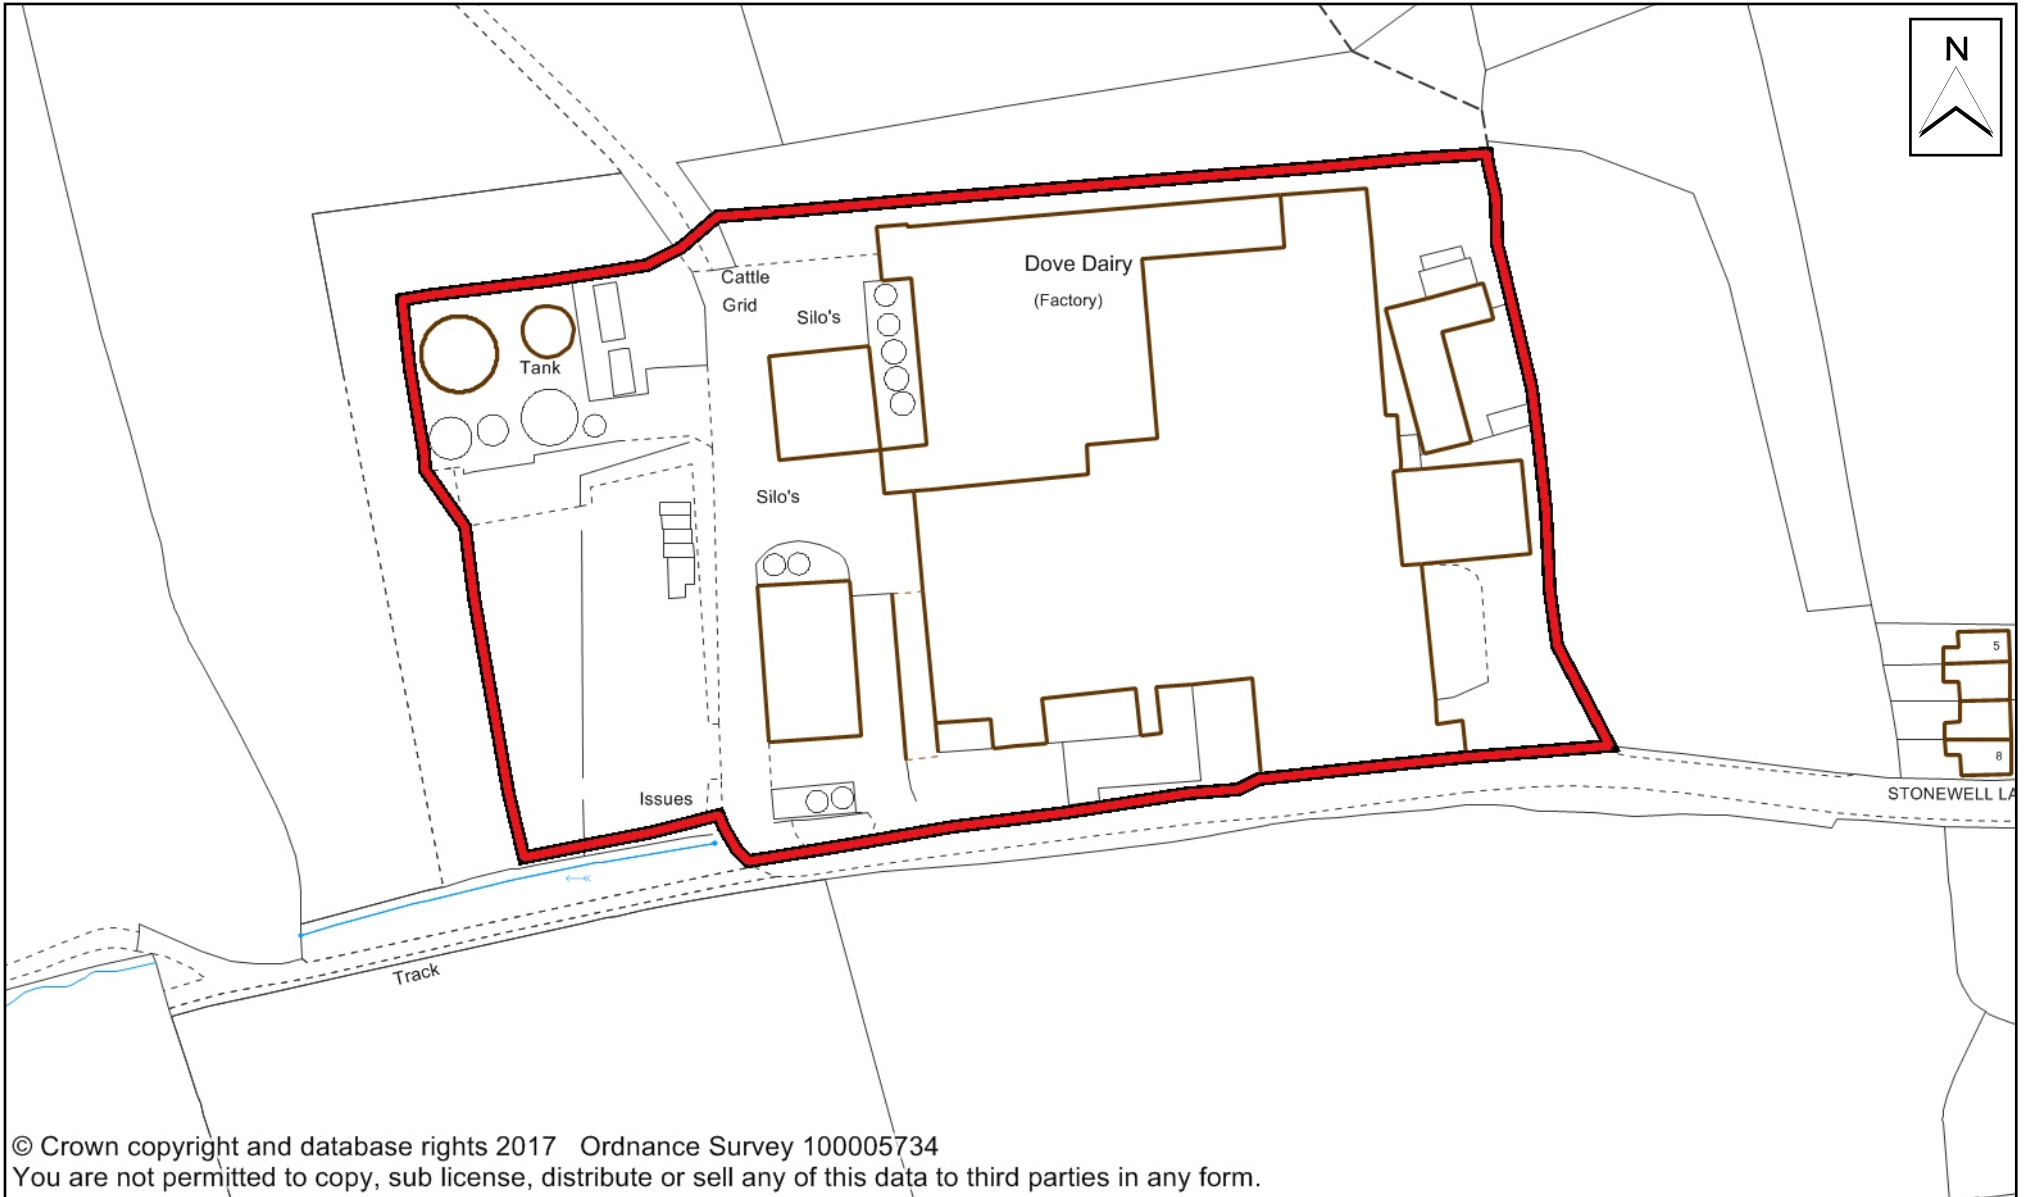 N
Dove Dairy
(Factory)
Cattle
Grid
Silo's
Tank
Silo's
5
8
STONEWELL LA
Issues
Track
© Crown copyright and database rights 2017 Ordnance Survey 100005734
You are not permitted to copy, sub license, distribute or sell any of this data to third parties in any form.